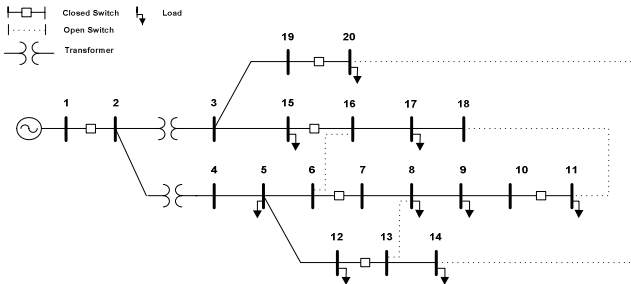 Closed Switch
Load
Open Switch
Transformer
19 20
1 2 3 15 16 17 18
4 5 6 7 8 9 10 11
12 13 14